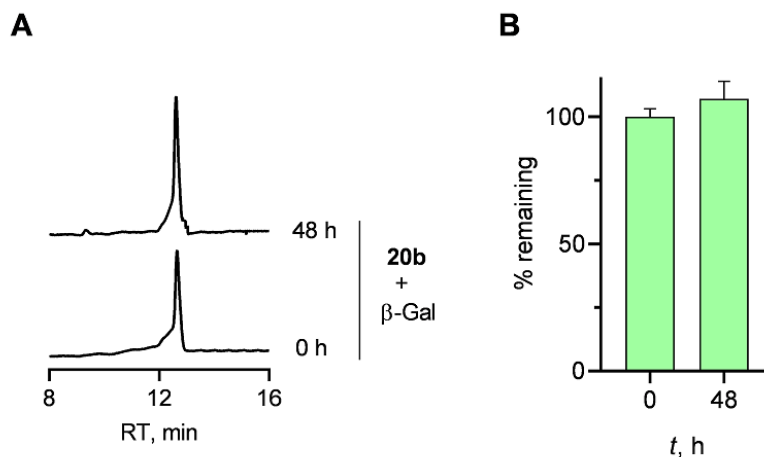 A
48 h
20b
+
β-Gal
0 h
8 12 16
RT, min
B
% remaining
100
50
0
0 48
t, h